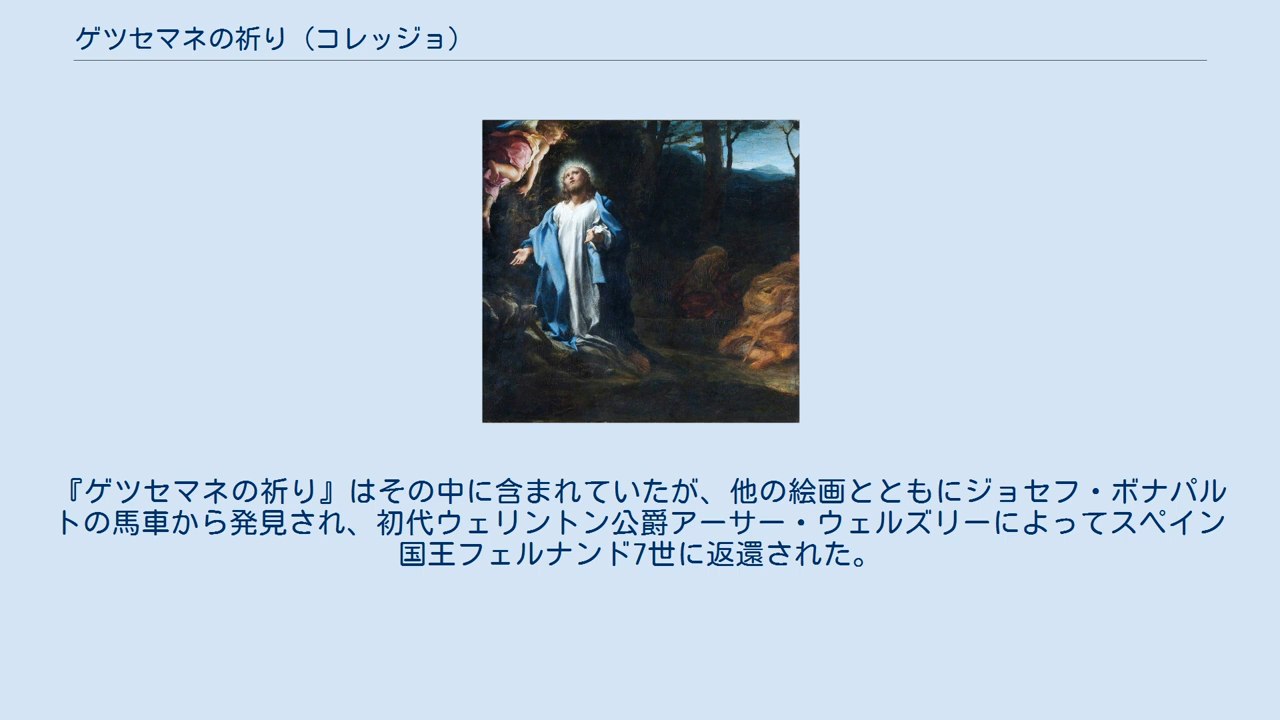 ゲツセマネの祈り（コレッジョ）
『ゲツセマネの祈り』はその中に含まれていたが、他の絵画とともにジョセフ・ボナパル
トの馬車から発見され、初代ウェリントン公爵アーサー・ウェルズリーによってスペイン
国王フェルナンド7世に返還された。